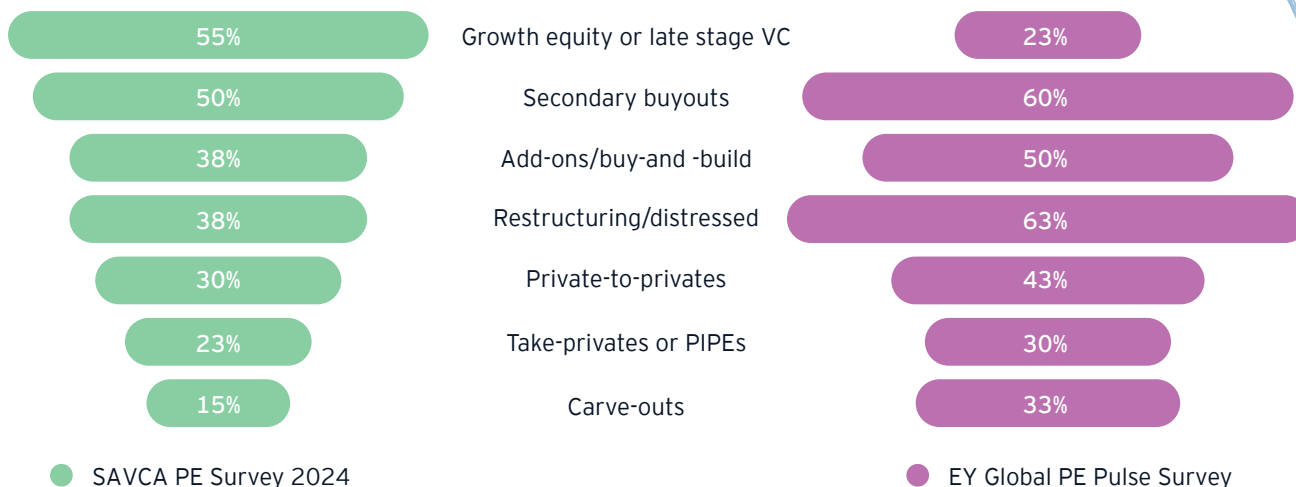 55% Growth equity or late stage VC 23%
50% Secondary buyouts 60%
38% Add-ons/buy-and -build 50%
38% Restructuring/distressed 63%
30% Private-to-privates 43%
23% Take-privates or PIPEs 30%
15% Carve-outs 33%
SAVCA PE Survey 2024 EY Global PE Pulse Survey